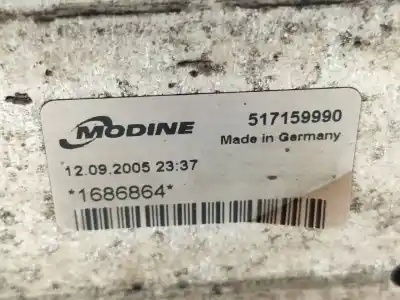 MODINE
517159990
Made in Germany
12.09.2005 23:37
*1686864*